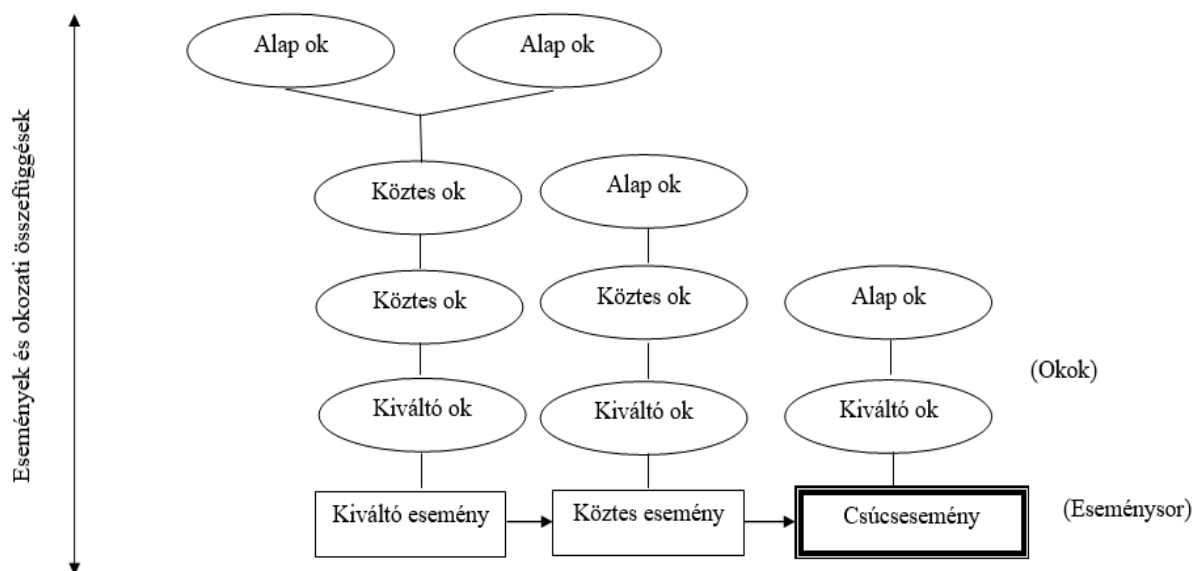 Események és okozati összefüggések
Alap ok
Alap ok
Köztes ok
Alap ok
Köztes ok
Köztes ok
Alap ok
(Okok)
Kiváltó ok
Kiváltó ok
Kiváltó ok
Kiváltó esemény
Köztes esemény
Csúcsesemény
(Eseménysor)